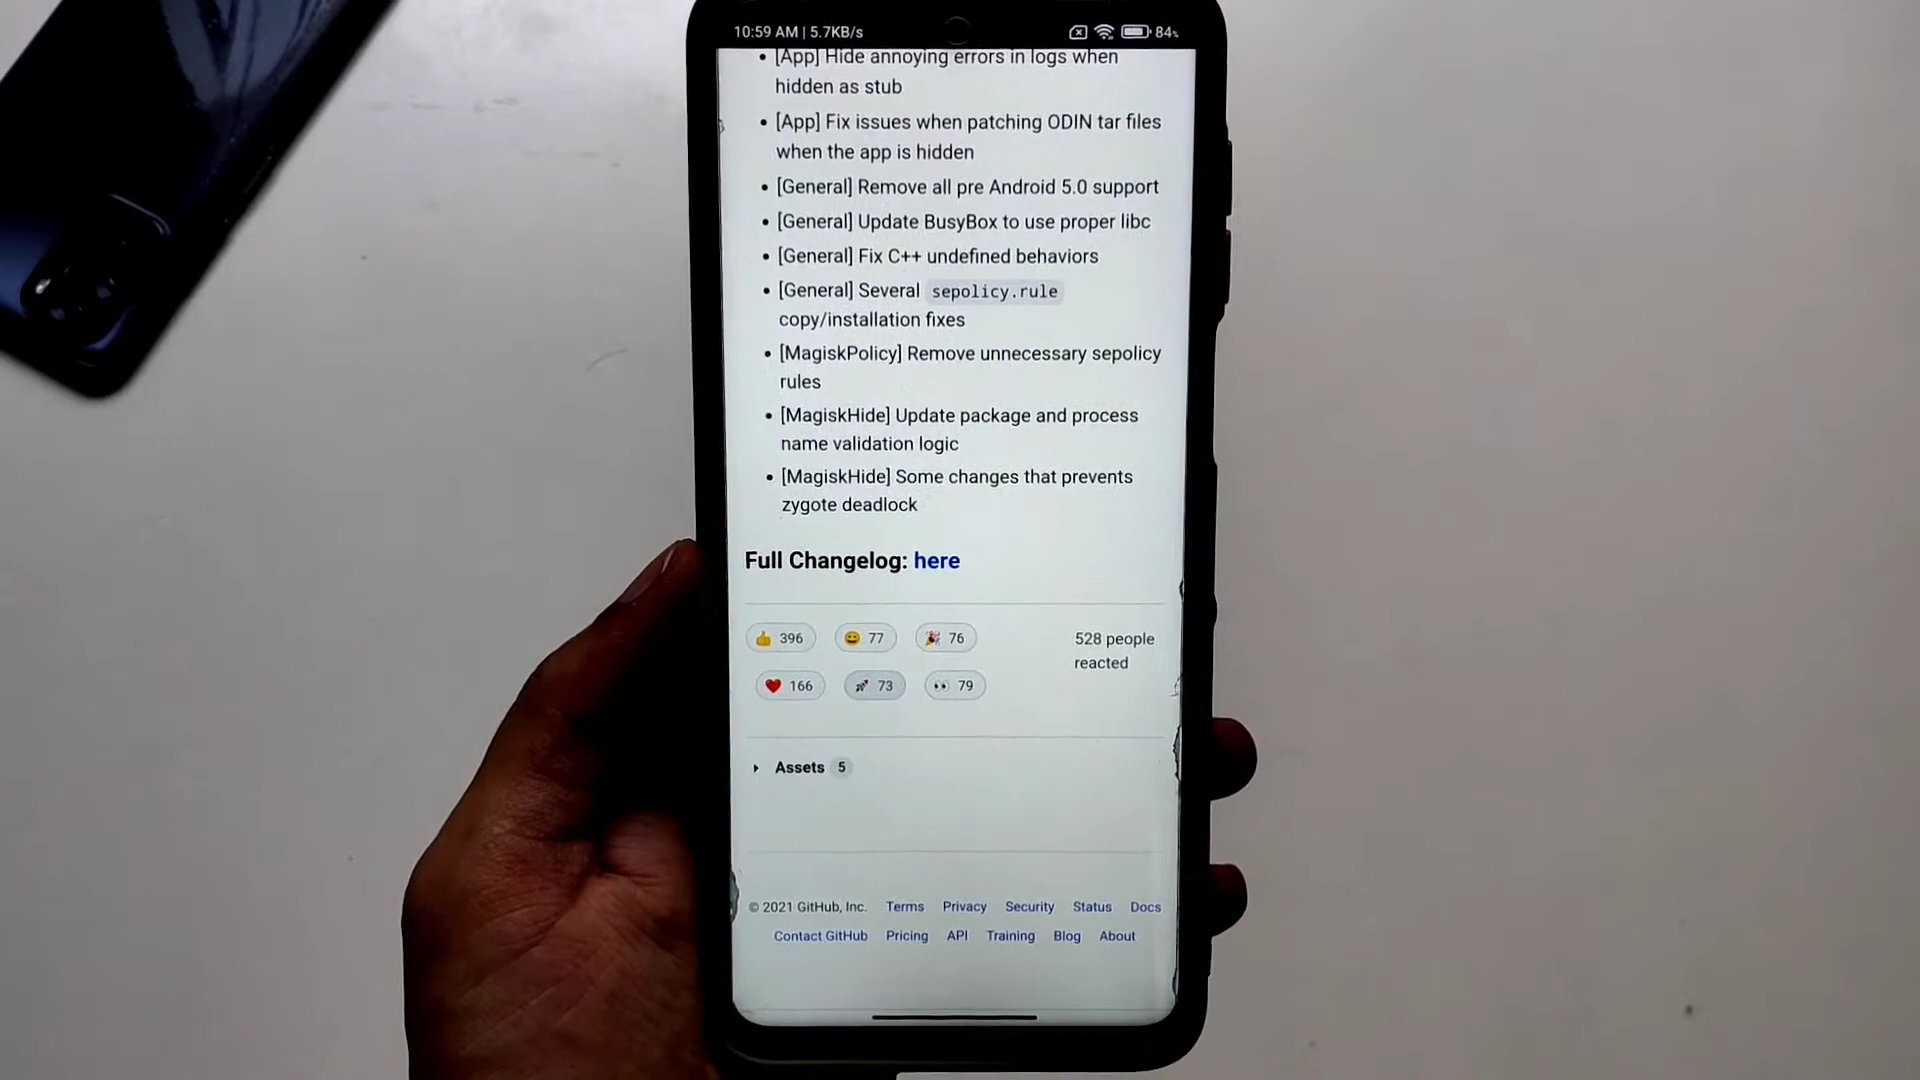 10:59 AM | 5.7KB/s 84%
• [App] Hide annoying errors in logs when
hidden as stub
• [App] Fix issues when patching ODIN tar files
when the app is hidden
• [General] Remove all pre Android 5.0 support
• [General] Update BusyBox to use proper libc
• [General] Fix C++ undefined behaviors
• [General] Several sepolicy.rule
copy/installation fixes
• [MagiskPolicy] Remove unnecessary sepolicy
rules
• [MagiskHide] Update package and process
name validation logic
• [MagiskHide] Some changes that prevents
zygote deadlock
Full Changelog: here
👍 396 😄 77 🎉 76 528 people
reacted
❤️ 166 🚀 73 👀 79
Assets 5
© 2021 GitHub, Inc. Terms Privacy Security Status Docs
Contact GitHub Pricing API Training Blog About